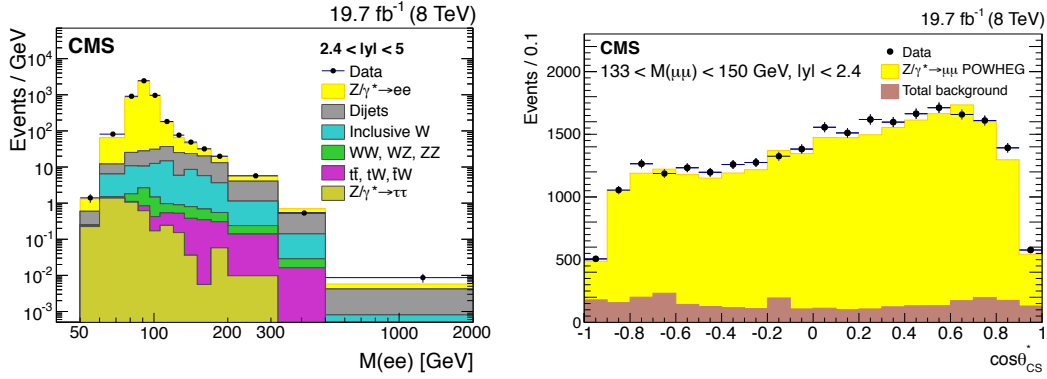 19.7 fb⁻¹ (8 TeV)
CMS
2.4 < |y| < 5
Data
Z/γ*→ee
Dijets
Inclusive W
WW, WZ, ZZ
tt̄, tW, t̄W
Z/γ*→ττ
Events / GeV
10⁴
10³
10²
10
1
10⁻¹
10⁻²
10⁻³
50 100 200 300 1000 2000
M(ee) [GeV]
19.7 fb⁻¹ (8 TeV)
CMS
133 < M(μμ) < 150 GeV, |y| < 2.4
Data
Z/γ*→μμ POWHEG
Total background
Events / 0.1
2000
1500
1000
500
0
-1 -0.8 -0.6 -0.4 -0.2 0 0.2 0.4 0.6 0.8 1
cosθ*CS